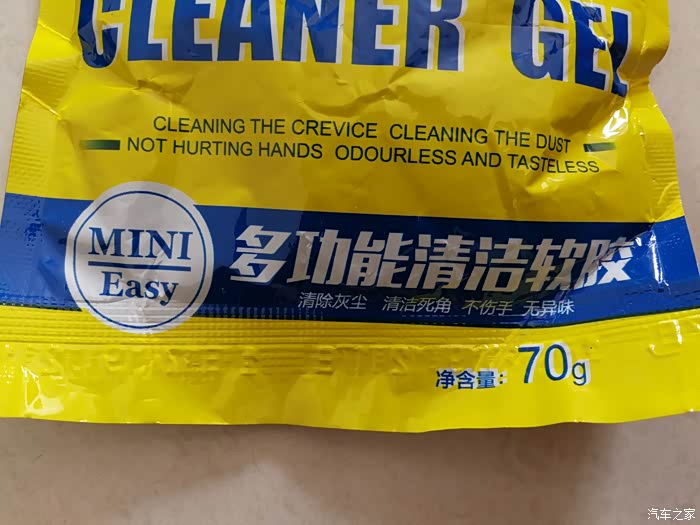 CLEANER GEL
CLEANING THE CREVICE CLEANING THE DUST
NOT HURTING HANDS ODOURLESS AND TASTELESS
MINI
Easy
多功能清洁软胶
清除灰尘 清洁死角 不伤手 无异味
净含量: 70g
汽车之家